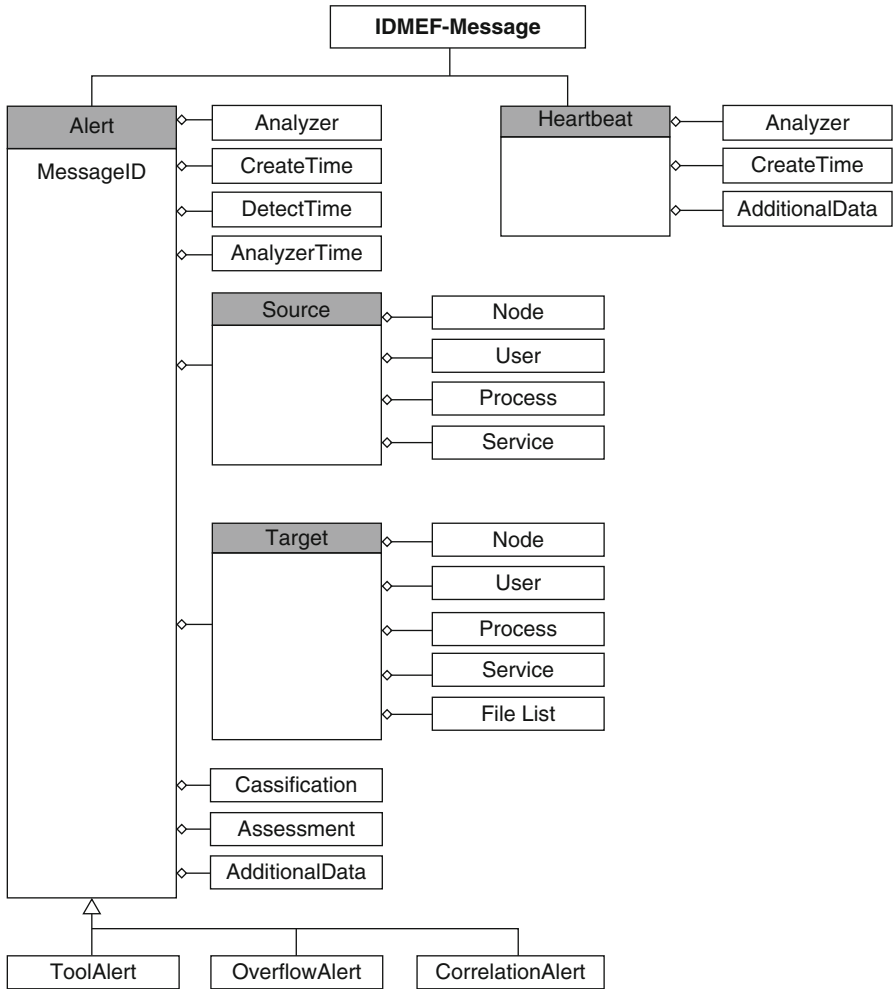 IDMEF-Message
Alert
MessageID
Analyzer
CreateTime
DetectTime
AnalyzerTime
Source
Node
User
Process
Service
Target
Node
User
Process
Service
File List
Cassification
Assessment
AdditionalData
ToolAlert
OverflowAlert
CorrelationAlert
Heartbeat
Analyzer
CreateTime
AdditionalData